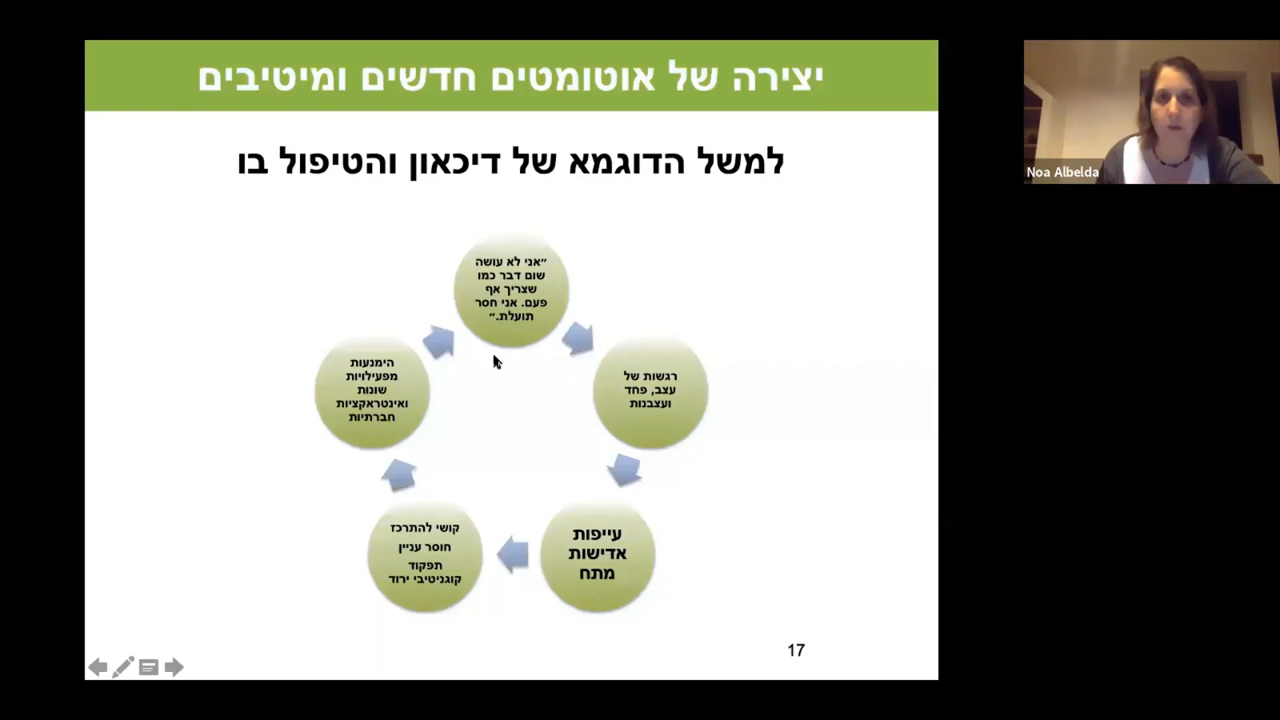 יצירה של אוטומטים חדשים ומיטיבים
למשל הדוגמא של דיכאון והטיפול בו
״אני לא עושה
שום דבר כמו
שצריך אף
פעם. אני חסר
תועלת.״
רגשות של
עצב, פחד
ועצבנות
עייפות
אדישות
מתח
קושי להתרכז
חוסר עניין
תפקוד
קוגניטיבי ירוד
הימנעות
מפעילויות
שונות
ואינטראקציות
חברתיות
17
Noa Albelda